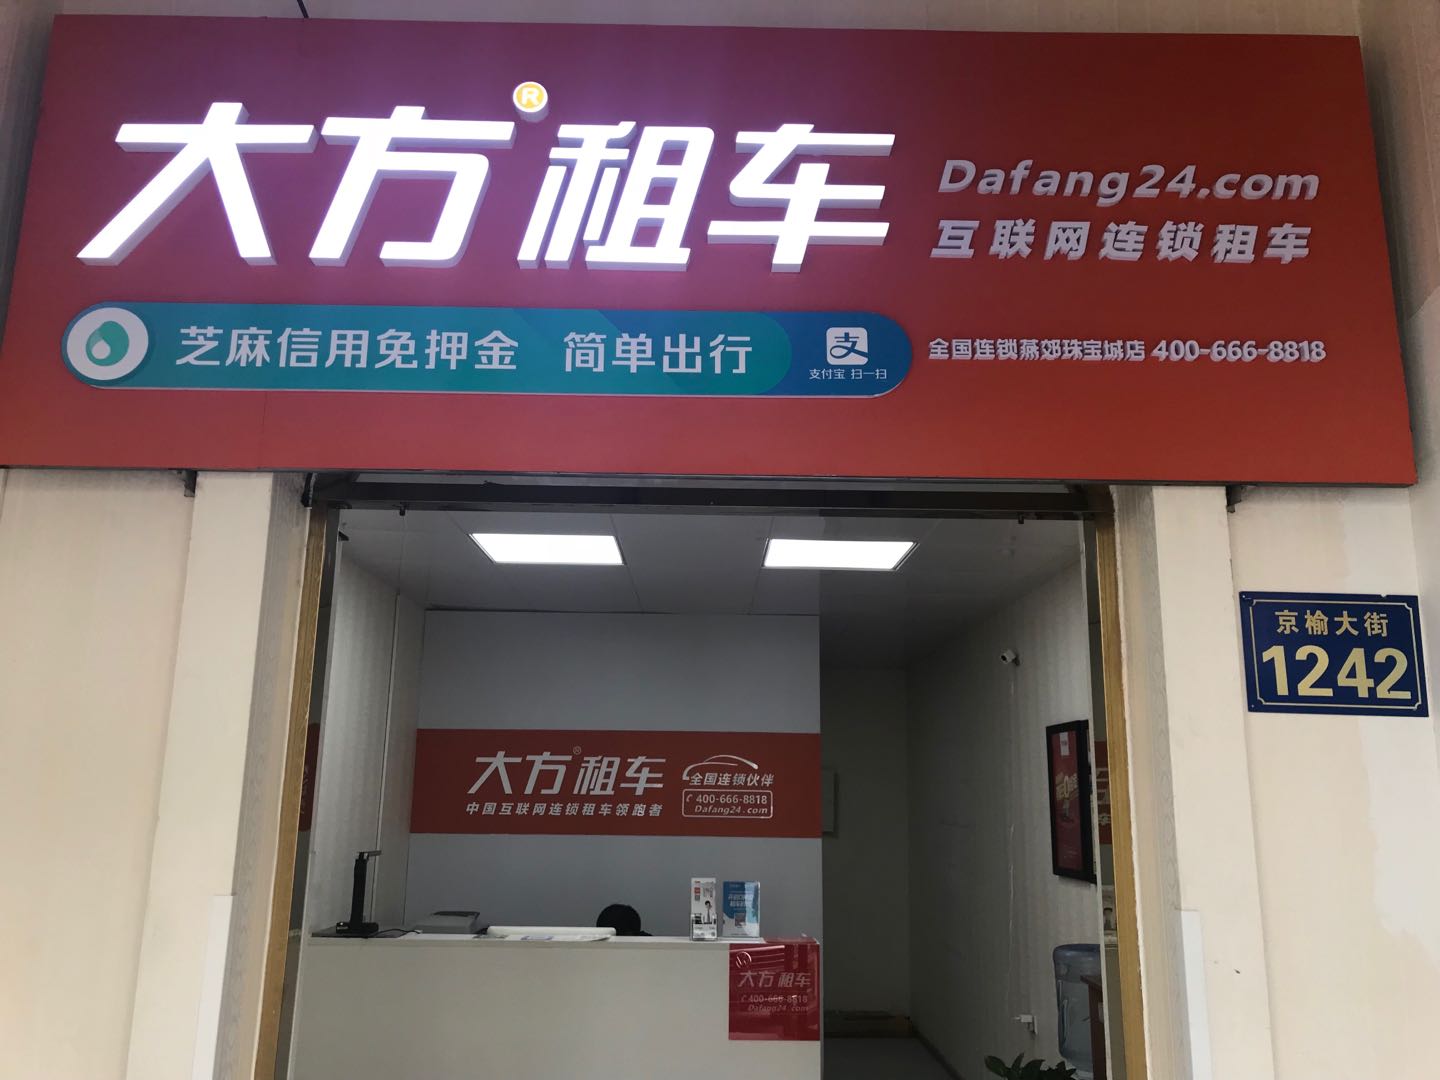 大方®租车
Dafang24.com
互联网连锁租车
芝麻信用免押金 简单出行
支
支付宝 扫一扫
全国连锁燕郊珠宝城店 400-666-8818
京榆大街
1242
大方®租车
中国互联网连锁租车领跑者
全国连锁伙伴
400-666-8818
Dafang24.com
大方 租车
400-666-8818
Dafang24.com